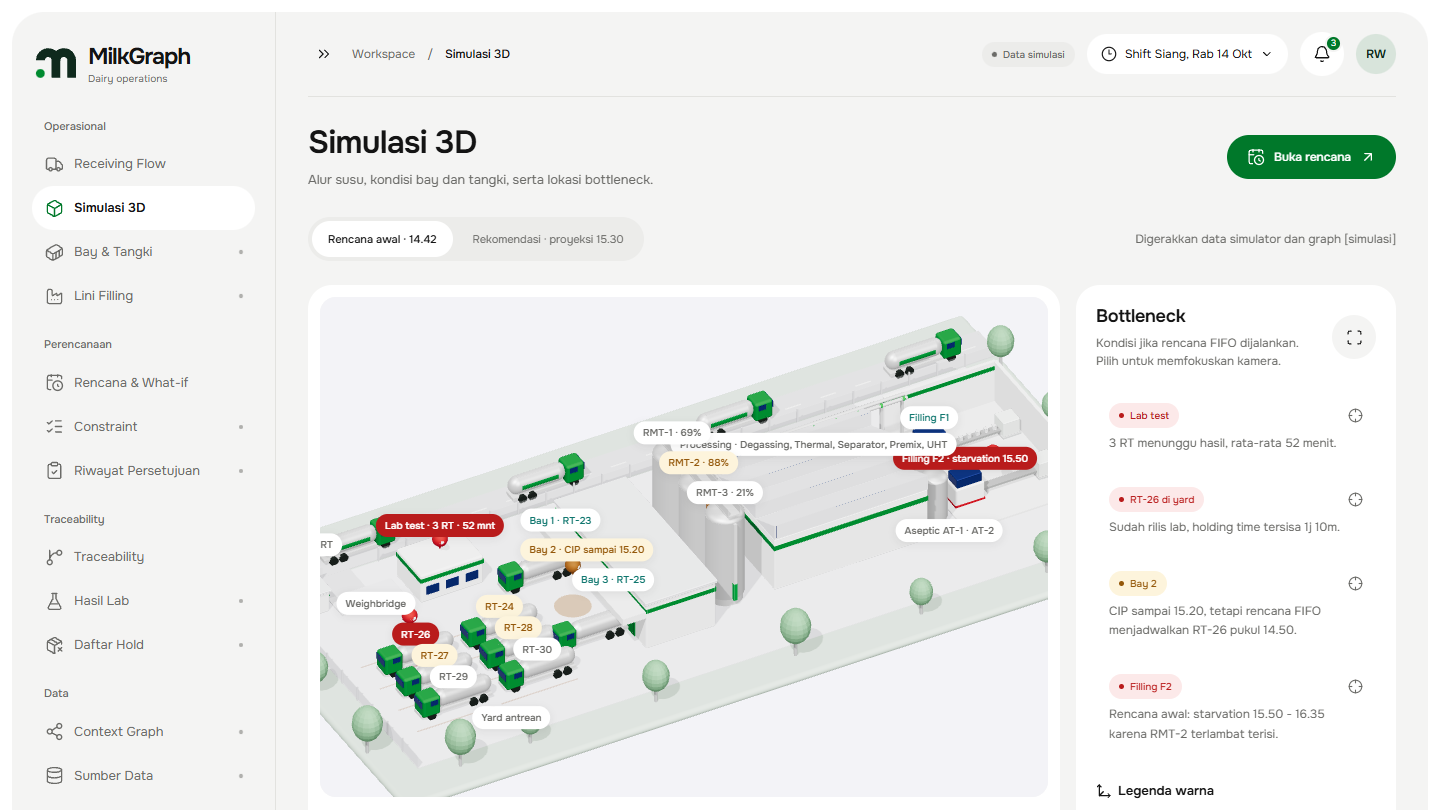 MilkGraph
Dairy operations
Operasional
Receiving Flow
Simulasi 3D
Bay & Tangki
Lini Filling
Perencanaan
Rencana & What-if
Constraint
Riwayat Persetujuan
Traceability
Traceability
Hasil Lab
Daftar Hold
Data
Context Graph
Sumber Data
Workspace / Simulasi 3D
Data simulasi
Shift Siang, Rab 14 Okt
3
RW
Simulasi 3D
Alur susu, kondisi bay dan tangki, serta lokasi bottleneck.
Buka rencana
Rencana awal · 14.42
Rekomendasi · proyeksi 15.30
Digerakkan data simulator dan graph [simulasi]
Filling F1
RMT-1 · 69%
Processing · Degassing, Thermal, Separator, Premix, UHT
RMT-2 · 88%
Filling F2 · starvation 15.50
RMT-3 · 21%
Lab test · 3 RT · 52 mnt
Bay 1 · RT-23
Aseptic AT-1 · AT-2
RT
Bay 2 · CIP sampai 15.20
Bay 3 · RT-25
Weighbridge
RT-24
RT-26
RT-28
RT-27
RT-30
RT-29
Yard antrean
Bottleneck
Kondisi jika rencana FIFO dijalankan.
Pilih untuk memfokuskan kamera.
Lab test
3 RT menunggu hasil, rata-rata 52 menit.
RT-26 di yard
Sudah rilis lab, holding time tersisa 1j 10m.
Bay 2
CIP sampai 15.20, tetapi rencana FIFO
menjadwalkan RT-26 pukul 14.50.
Filling F2
Rencana awal: starvation 15.50 - 16.35
karena RMT-2 terlambat terisi.
Legenda warna